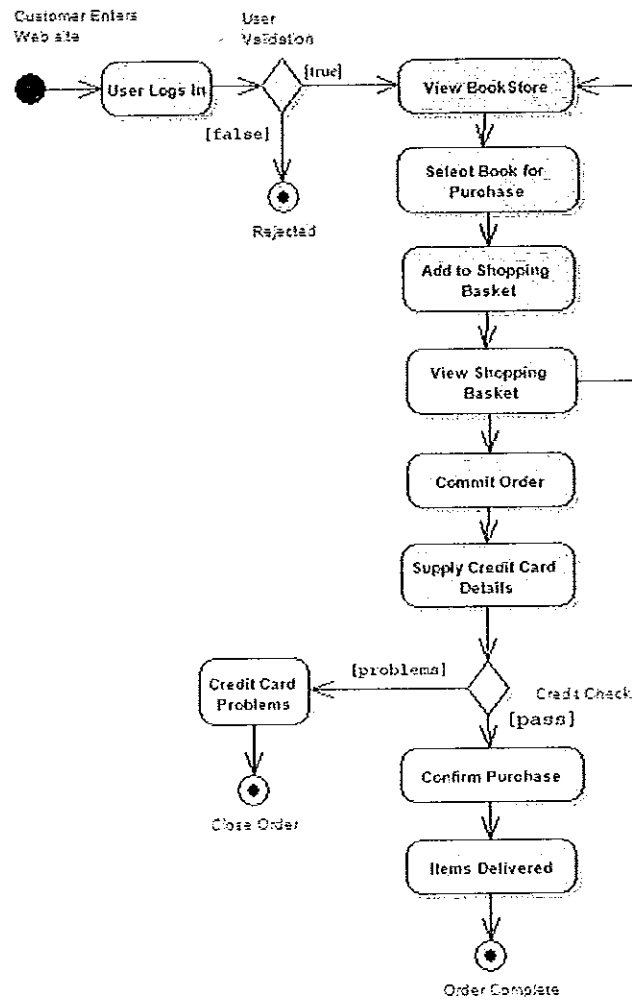 Customer Enters
Web site
User
Validation
User Logs In
[true]
View BookStore
[false]
Rejected
Select Book for
Purchase
Add to Shopping
Basket
View Shopping
Basket
Commit Order
Supply Credit Card
Details
[problems]
Credit Card
Problems
Credit Check
[pass]
Close Order
Confirm Purchase
Items Delivered
Order Complete